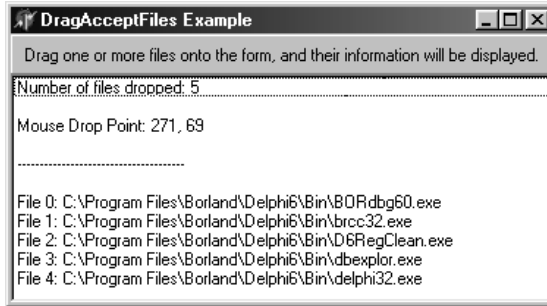 DragAcceptFiles Example
Drag one or more files onto the form, and their information will be displayed.
Number of files dropped: 5
Mouse Drop Point: 271, 69
-----------------------------------
File 0: C:\Program Files\Borland\Delphi6\Bin\BORdbg60.exe
File 1: C:\Program Files\Borland\Delphi6\Bin\brcc32.exe
File 2: C:\Program Files\Borland\Delphi6\Bin\D6RegClean.exe
File 3: C:\Program Files\Borland\Delphi6\Bin\dbexplor.exe
File 4: C:\Program Files\Borland\Delphi6\Bin\delphi32.exe